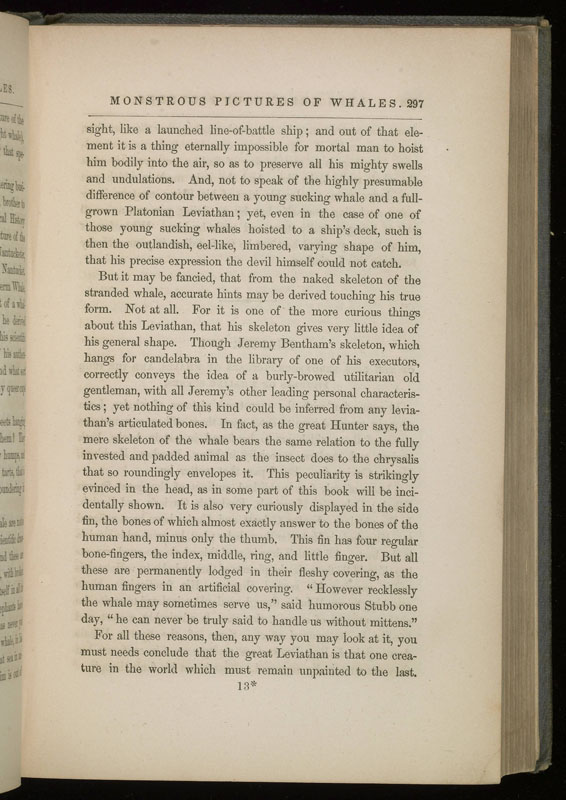 MONSTROUS PICTURES OF WHALES. 297
sight, like a launched line-of-battle ship; and out of that ele-
ment it is a thing eternally impossible for mortal man to hoist
him bodily into the air, so as to preserve all his mighty swells
and undulations. And, not to speak of the highly presumable
difference of contour between a young sucking whale and a full-
grown Platonian Leviathan; yet, even in the case of one of
those young sucking whales hoisted to a ship's deck, such is
then the outlandish, eel-like, limbered, varying shape of him,
that his precise expression the devil himself could not catch.
But it may be fancied, that from the naked skeleton of the
stranded whale, accurate hints may be derived touching his true
form. Not at all. For it is one of the more curious things
about this Leviathan, that his skeleton gives very little idea of
his general shape. Though Jeremy Bentham's skeleton, which
hangs for candelabra in the library of one of his executors,
correctly conveys the idea of a burly-browed utilitarian old
gentleman, with all Jeremy's other leading personal characteris-
tics; yet nothing of this kind could be inferred from any levia-
than's articulated bones. In fact, as the great Hunter says, the
mere skeleton of the whale bears the same relation to the fully
invested and padded animal as the insect does to the chrysalis
that so roundingly envelopes it. This peculiarity is strikingly
evinced in the head, as in some part of this book will be inci-
dentally shown. It is also very curiously displayed in the side
fin, the bones of which almost exactly answer to the bones of the
human hand, minus only the thumb. This fin has four regular
bone-fingers, the index, middle, ring, and little finger. But all
these are permanently lodged in their fleshy covering, as the
human fingers in an artificial covering. "However recklessly
the whale may sometimes serve us," said humorous Stubb one
day, "he can never be truly said to handle us without mittens."
For all these reasons, then, any way you may look at it, you
must needs conclude that the great Leviathan is that one crea-
ture in the world which must remain unpainted to the last.
13*